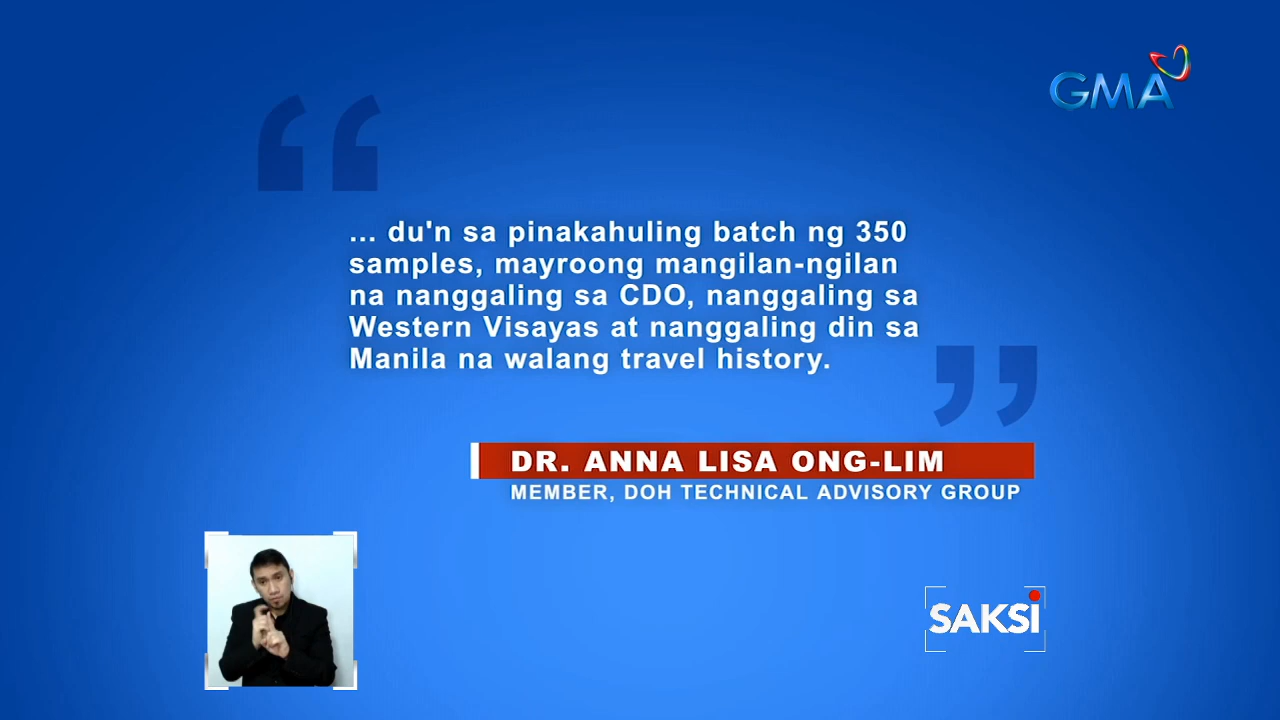 GMA
... du'n sa pinakahuling batch ng 350
samples, mayroong mangilan-ngilan
na nanggaling sa CDO, nanggaling sa
Western Visayas at nanggaling din sa
Manila na walang travel history.
DR. ANNA LISA ONG-LIM
MEMBER, DOH TECHNICAL ADVISORY GROUP
SAKSI